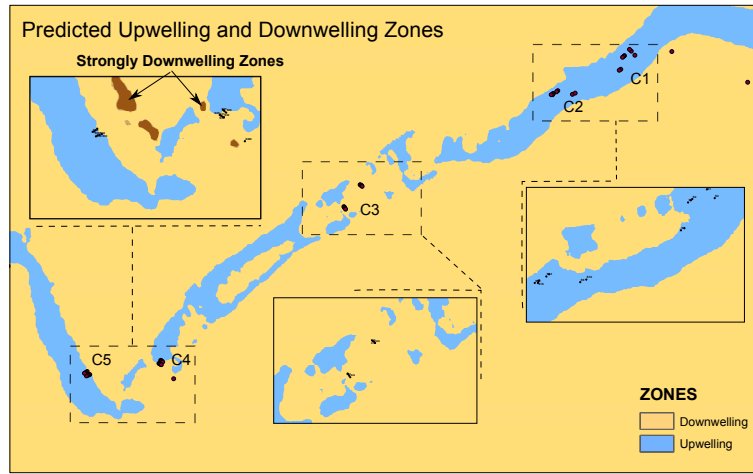 Predicted Upwelling and Downwelling Zones
Strongly Downwelling Zones
C1
C2
C3
C5
C4
ZONES
Downwelling
Upwelling